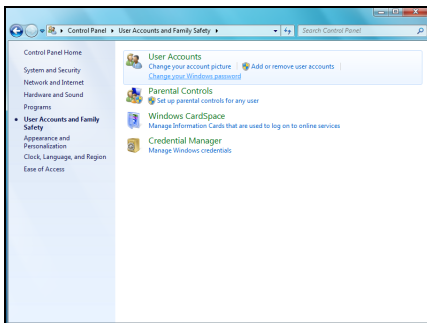 Control Panel ▸ User Accounts and Family Safety ▸
Search Control Panel
Control Panel Home
System and Security
Network and Internet
Hardware and Sound
Programs
User Accounts and Family
Safety
Appearance and
Personalization
Clock, Language, and Region
Ease of Access
User Accounts
Change your account picture
Add or remove user accounts
Change your Windows password
Parental Controls
Set up parental controls for any user
Windows CardSpace
Manage Information Cards that are used to log on to online services
Credential Manager
Manage Windows credentials